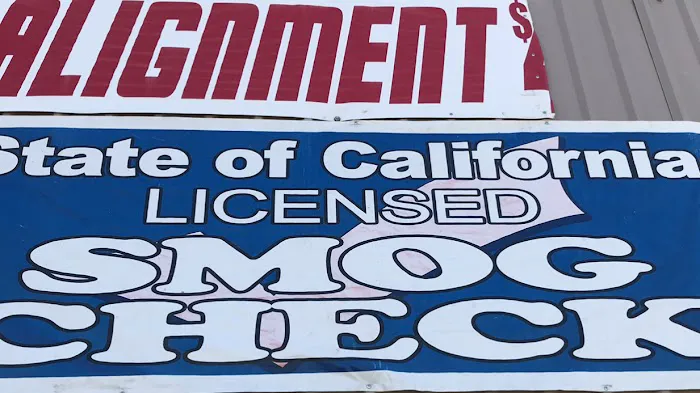 ALIGNMENT $
State of California
LICENSED
SMOG
CHECK